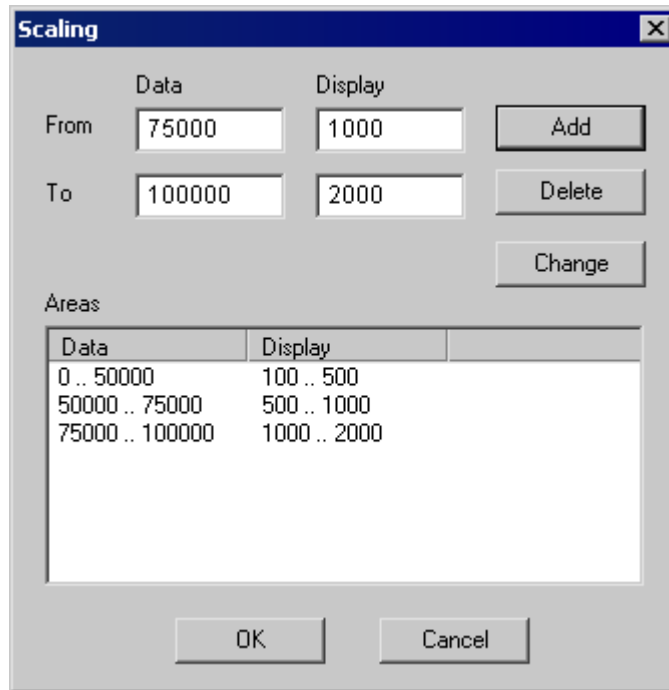 Scaling
Data Display
From 75000 1000 Add
To 100000 2000 Delete
Change
Areas
Data Display
0 .. 50000 100 .. 500
50000 .. 75000 500 .. 1000
75000 .. 100000 1000 .. 2000
OK Cancel